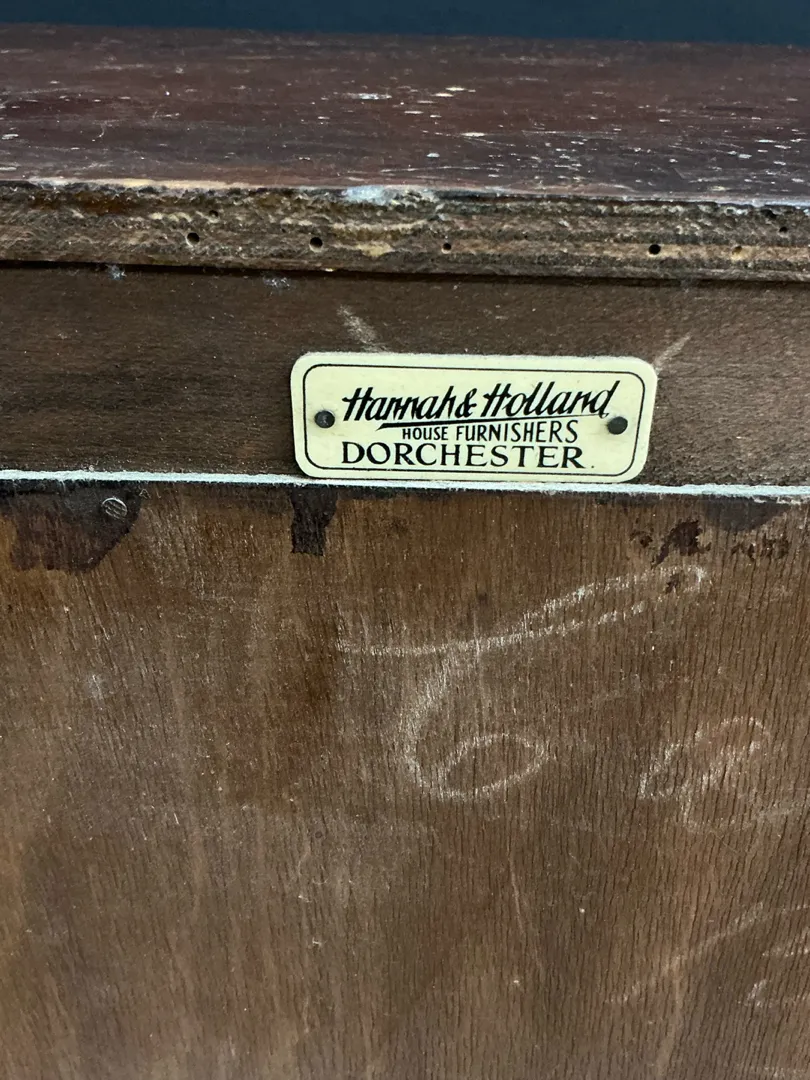 Hannah & Holland
HOUSE FURNISHERS
DORCHESTER.